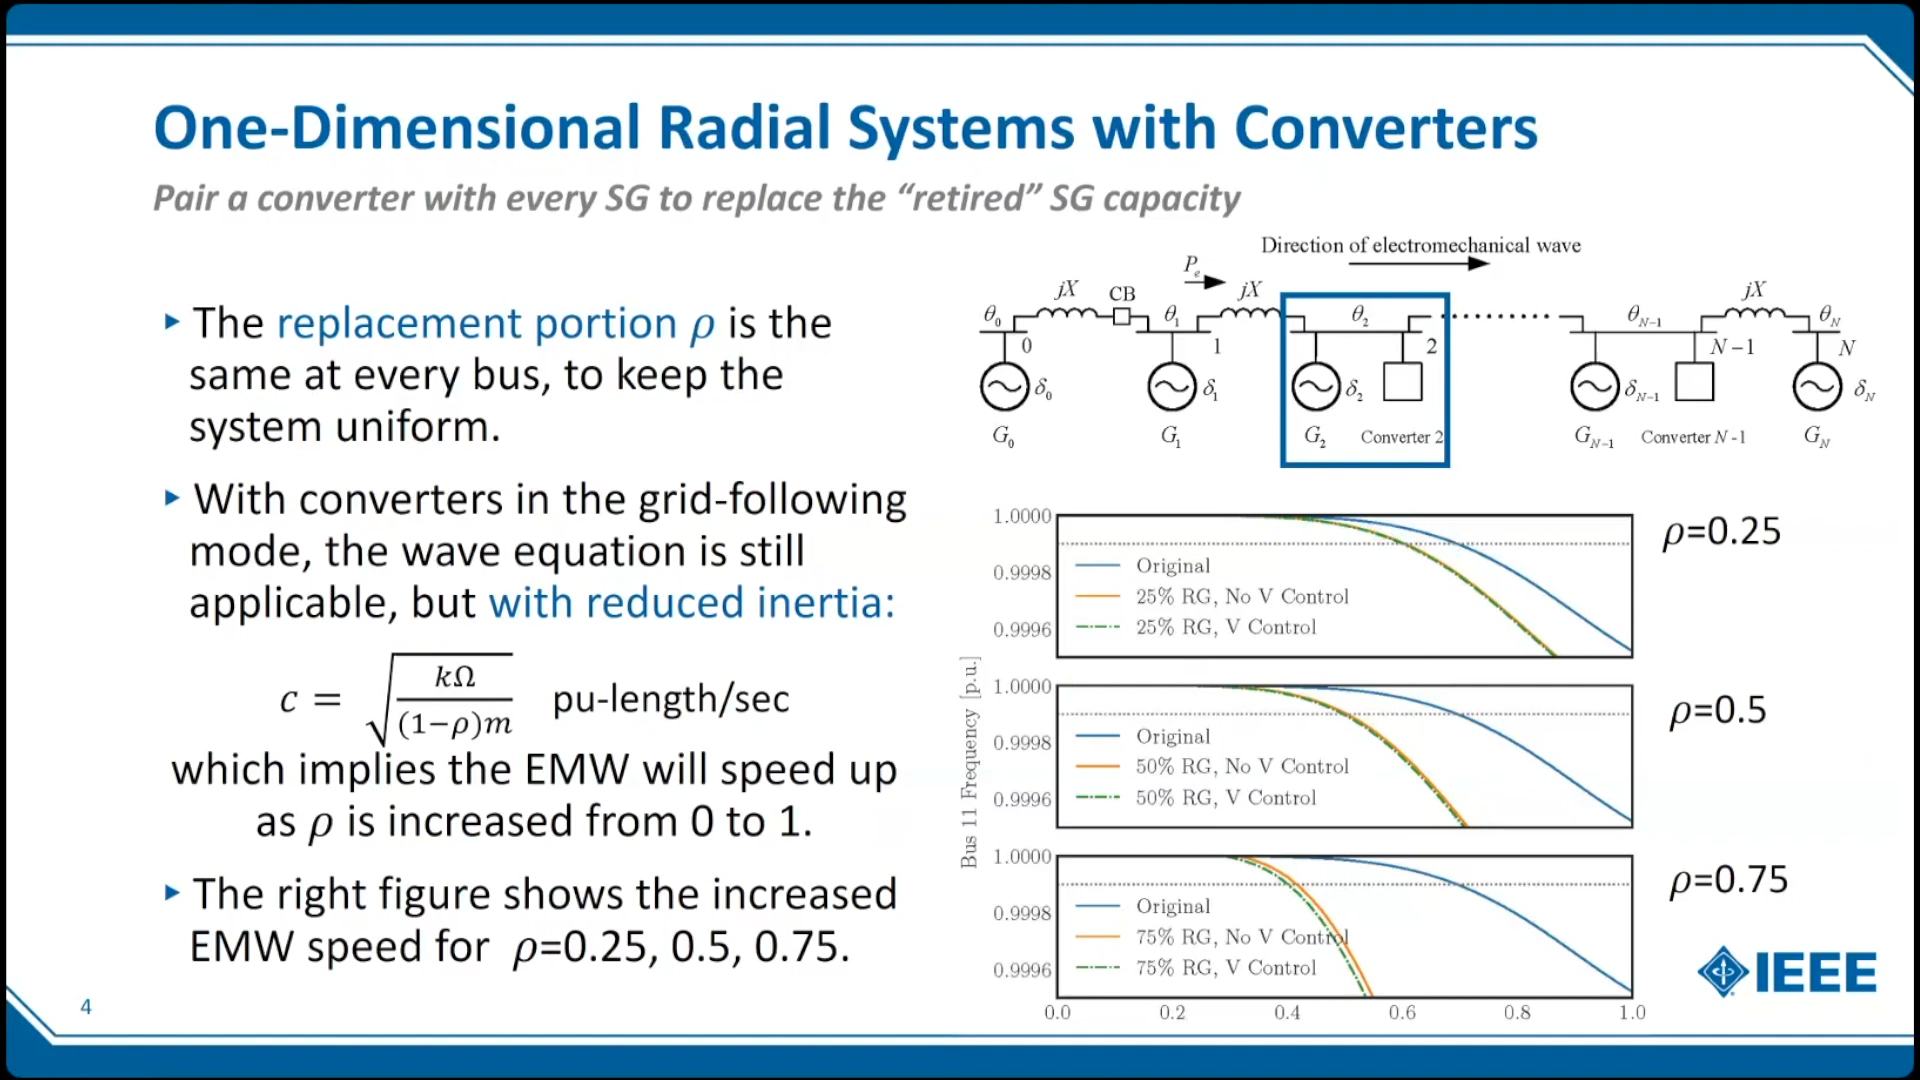 One-Dimensional Radial Systems with Converters
Pair a converter with every SG to replace the “retired” SG capacity
▸ The replacement portion ρ is the
same at every bus, to keep the
system uniform.
▸ With converters in the grid-following
mode, the wave equation is still
applicable, but with reduced inertia:
c = √(kΩ / (1−ρ)m) pu-length/sec
which implies the EMW will speed up
as ρ is increased from 0 to 1.
▸ The right figure shows the increased
EMW speed for ρ=0.25, 0.5, 0.75.
4
Direction of electromechanical wave
P_e
jX CB jX jX
θ_0 θ_1 θ_2 θ_{N−1} θ_N
0 1 2 N−1 N
δ_0 δ_1 δ_2 δ_{N−1} δ_N
G_0 G_1 G_2 Converter 2 G_{N−1} Converter N-1 G_N
Bus 11 Frequency [p.u.]
1.0000
0.9998
0.9996
Original
25% RG, No V Control
25% RG, V Control
ρ=0.25
1.0000
0.9998
0.9996
Original
50% RG, No V Control
50% RG, V Control
ρ=0.5
1.0000
0.9998
0.9996
Original
75% RG, No V Control
75% RG, V Control
ρ=0.75
0.0 0.2 0.4 0.6 0.8 1.0
IEEE